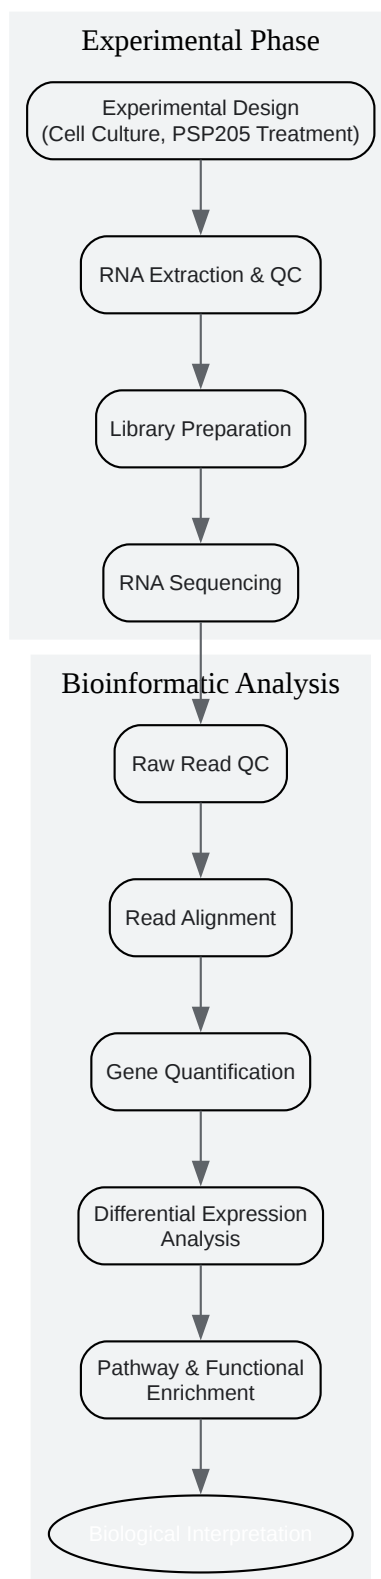 Experimental Phase
Experimental Design
(Cell Culture, PSP205 Treatment)
RNA Extraction & QC
Library Preparation
RNA Sequencing
Bioinformatic Analysis
Raw Read QC
Read Alignment
Gene Quantification
Differential Expression
Analysis
Pathway & Functional
Enrichment
Biological Interpretation